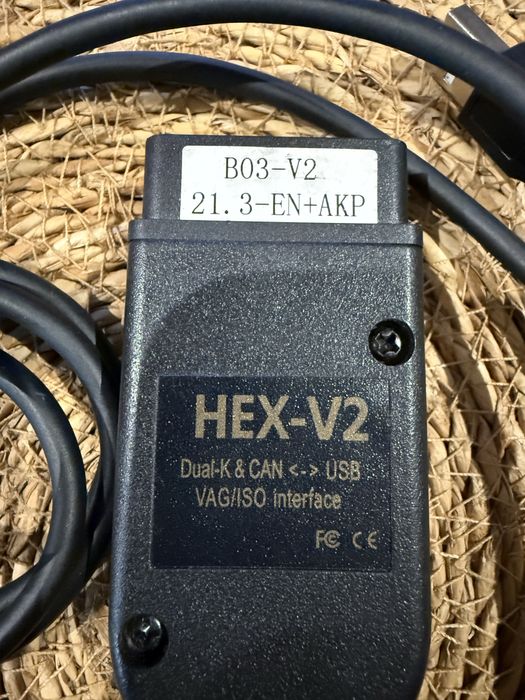 B03-V2
21.3-EN+AKP
HEX-V2
Dual-K & CAN <-> USB
VAG/ISO interface
FC CE